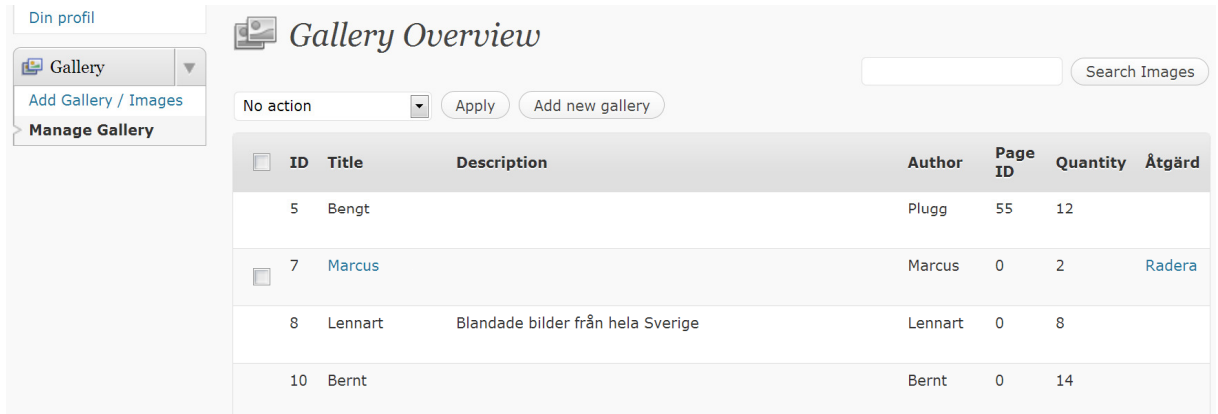 Din profil
Gallery
Add Gallery / Images
Manage Gallery
Gallery Overview
Search Images
No action Apply Add new gallery
ID Title Description Author Page ID Quantity Åtgärd
5 Bengt Plugg 55 12
7 Marcus Marcus 0 2 Radera
8 Lennart Blandade bilder från hela Sverige Lennart 0 8
10 Bernt Bernt 0 14